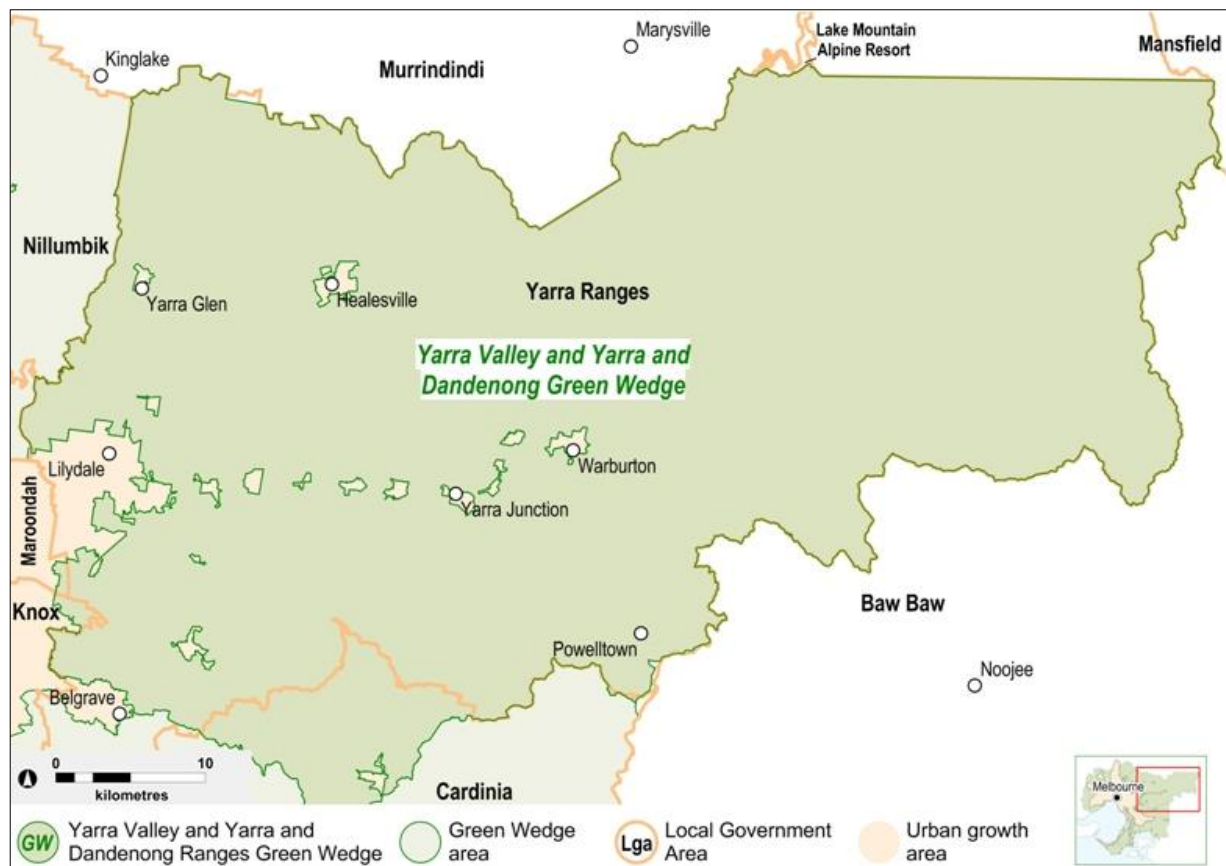 Marysville
Lake Mountain
Alpine Resort
Mansfield
Kinglake
Murrindindi
Nillumbik
Yarra Glen
Healesville
Yarra Ranges
Yarra Valley and Yarra and
Dandenong Green Wedge
Lilydale
Warburton
Yarra Junction
Maroondah
Knox
Baw Baw
Powelltown
Noojee
Belgrave
0 10
kilometres
Cardinia
Melbourne
GW Yarra Valley and Yarra and
Dandenong Ranges Green Wedge
Green Wedge
area
Lga Local Government
Area
Urban growth
area